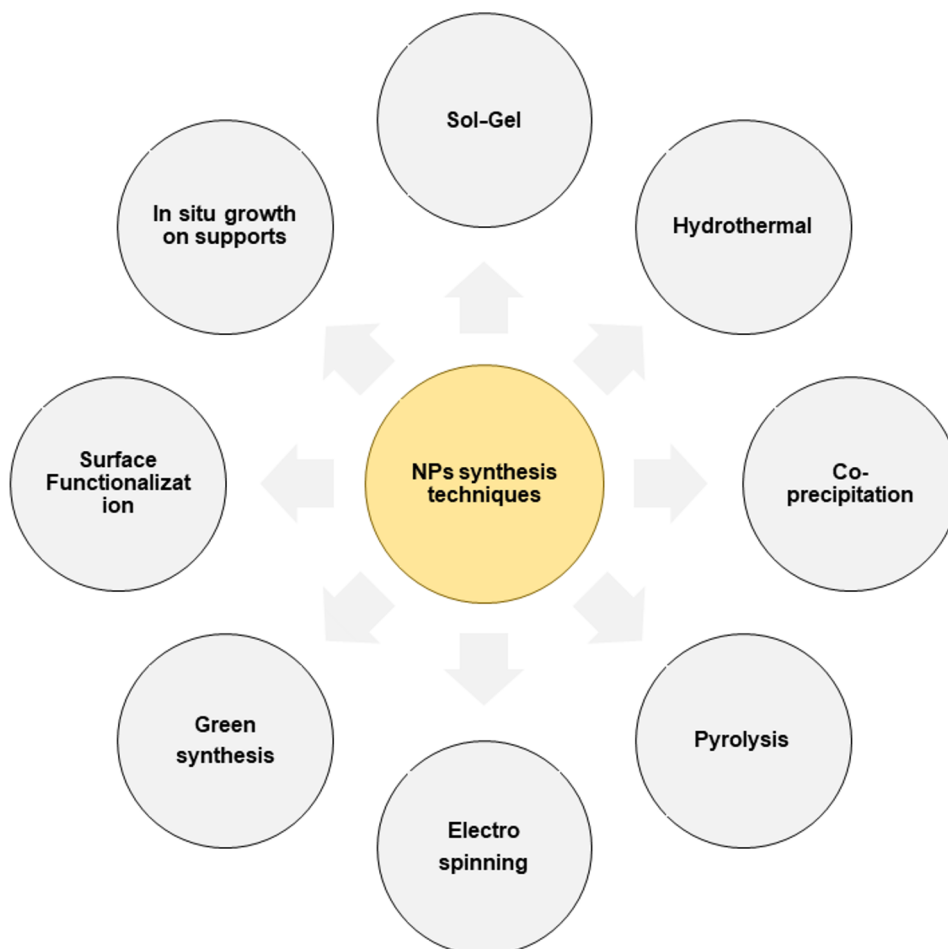 Sol-Gel
Hydrothermal
Co-
precipitation
Pyrolysis
Electro
spinning
Green
synthesis
Surface
Functionalizat
ion
In situ growth
on supports
NPs synthesis
techniques